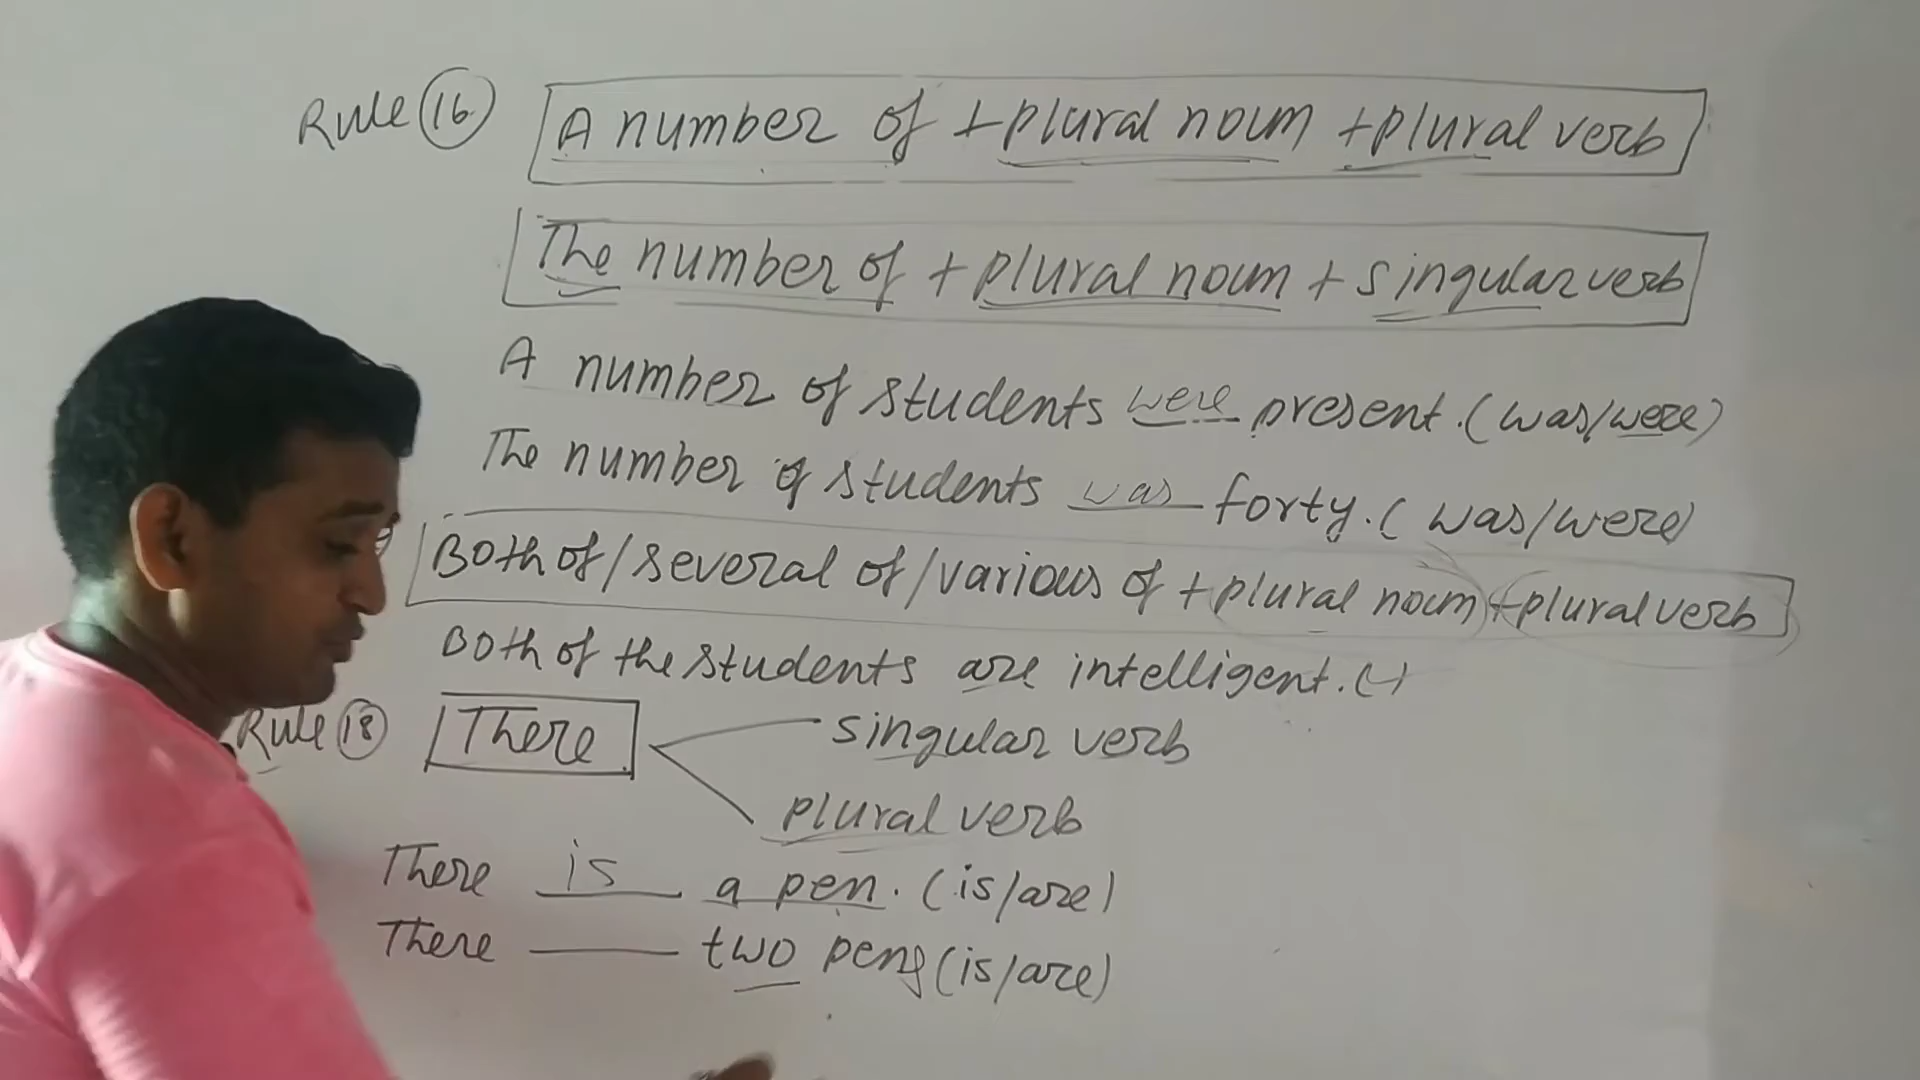 Rule 16 A number of + plural noun + plural verb
The number of + plural noun + singular verb
A number of students were present. (was/were)
The number of students was forty. (was/were)
Both of/several of/various of + plural noun + plural verb
Both of the students are intelligent. (-)
Rule 18 There singular verb
plural verb
There is a pen. (is/are)
There ____ two pens (is/are)